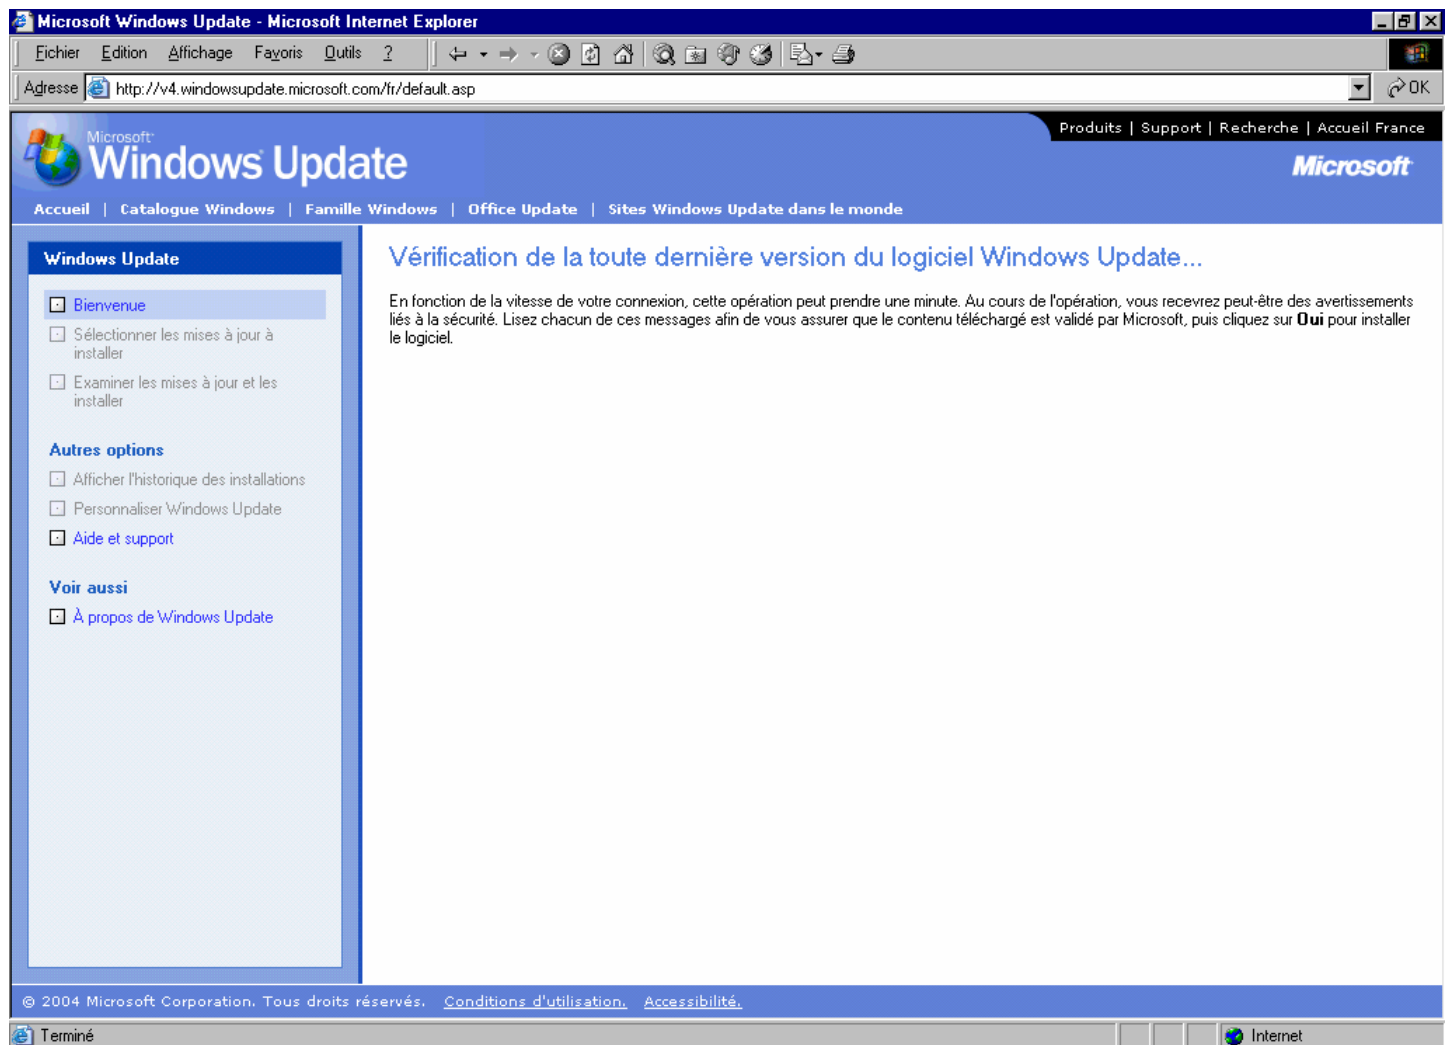 Microsoft Windows Update - Microsoft Internet Explorer
Fichier Edition Affichage Favoris Outils ?
Adresse http://v4.windowsupdate.microsoft.com/fr/default.asp OK
Produits | Support | Recherche | Accueil France
Microsoft
Windows Update
Microsoft
Accueil | Catalogue Windows | Famille Windows | Office Update | Sites Windows Update dans le monde
Windows Update
Bienvenue
Sélectionner les mises à jour à
installer
Examiner les mises à jour et les
installer
Autres options
Afficher l'historique des installations
Personnaliser Windows Update
Aide et support
Voir aussi
À propos de Windows Update
Vérification de la toute dernière version du logiciel Windows Update...
En fonction de la vitesse de votre connexion, cette opération peut prendre une minute. Au cours de l'opération, vous recevrez peut-être des avertissements
liés à la sécurité. Lisez chacun de ces messages afin de vous assurer que le contenu téléchargé est validé par Microsoft, puis cliquez sur Oui pour installer
le logiciel.
© 2004 Microsoft Corporation. Tous droits réservés. Conditions d'utilisation. Accessibilité.
Terminé
Internet